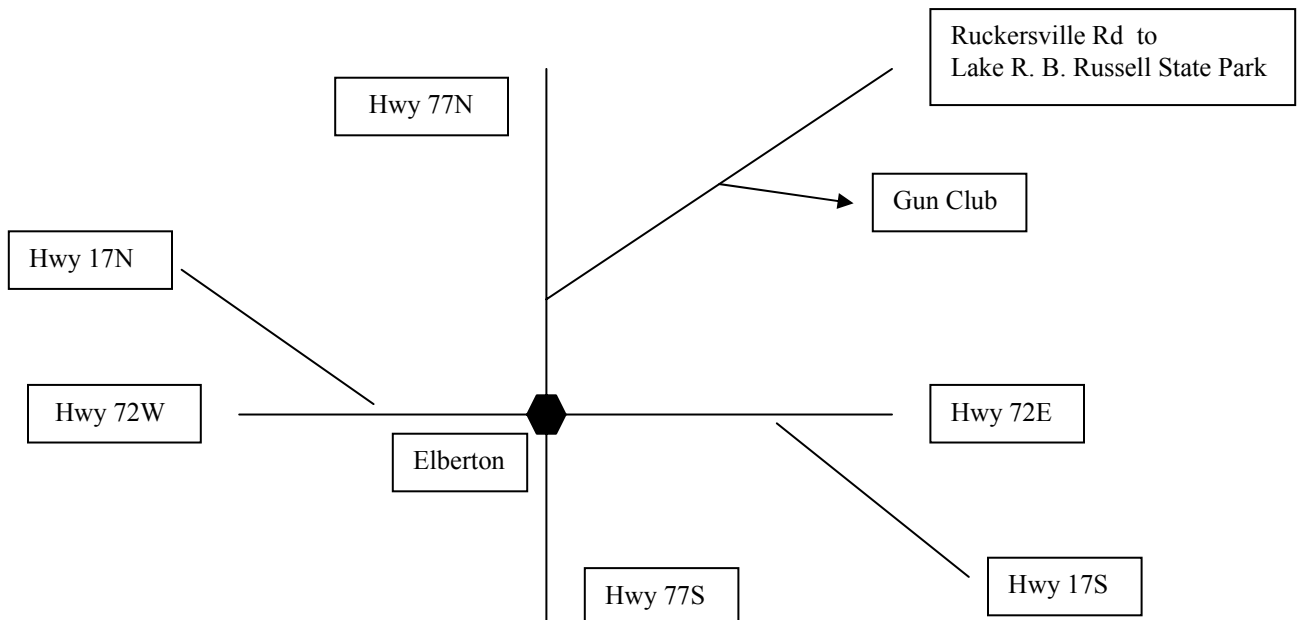 Ruckersville Rd to
Lake R. B. Russell State Park
Hwy 77N
Gun Club
Hwy 17N
Hwy 72W
Hwy 72E
Elberton
Hwy 17S
Hwy 77S